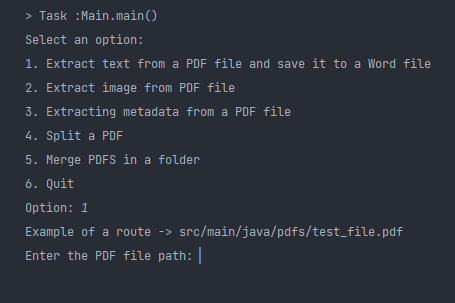 > Task :Main.main()
Select an option:
1. Extract text from a PDF file and save it to a Word file
2. Extract image from PDF file
3. Extracting metadata from a PDF file
4. Split a PDF
5. Merge PDFS in a folder
6. Quit
Option: 1
Example of a route -> src/main/java/pdfs/test_file.pdf
Enter the PDF file path: